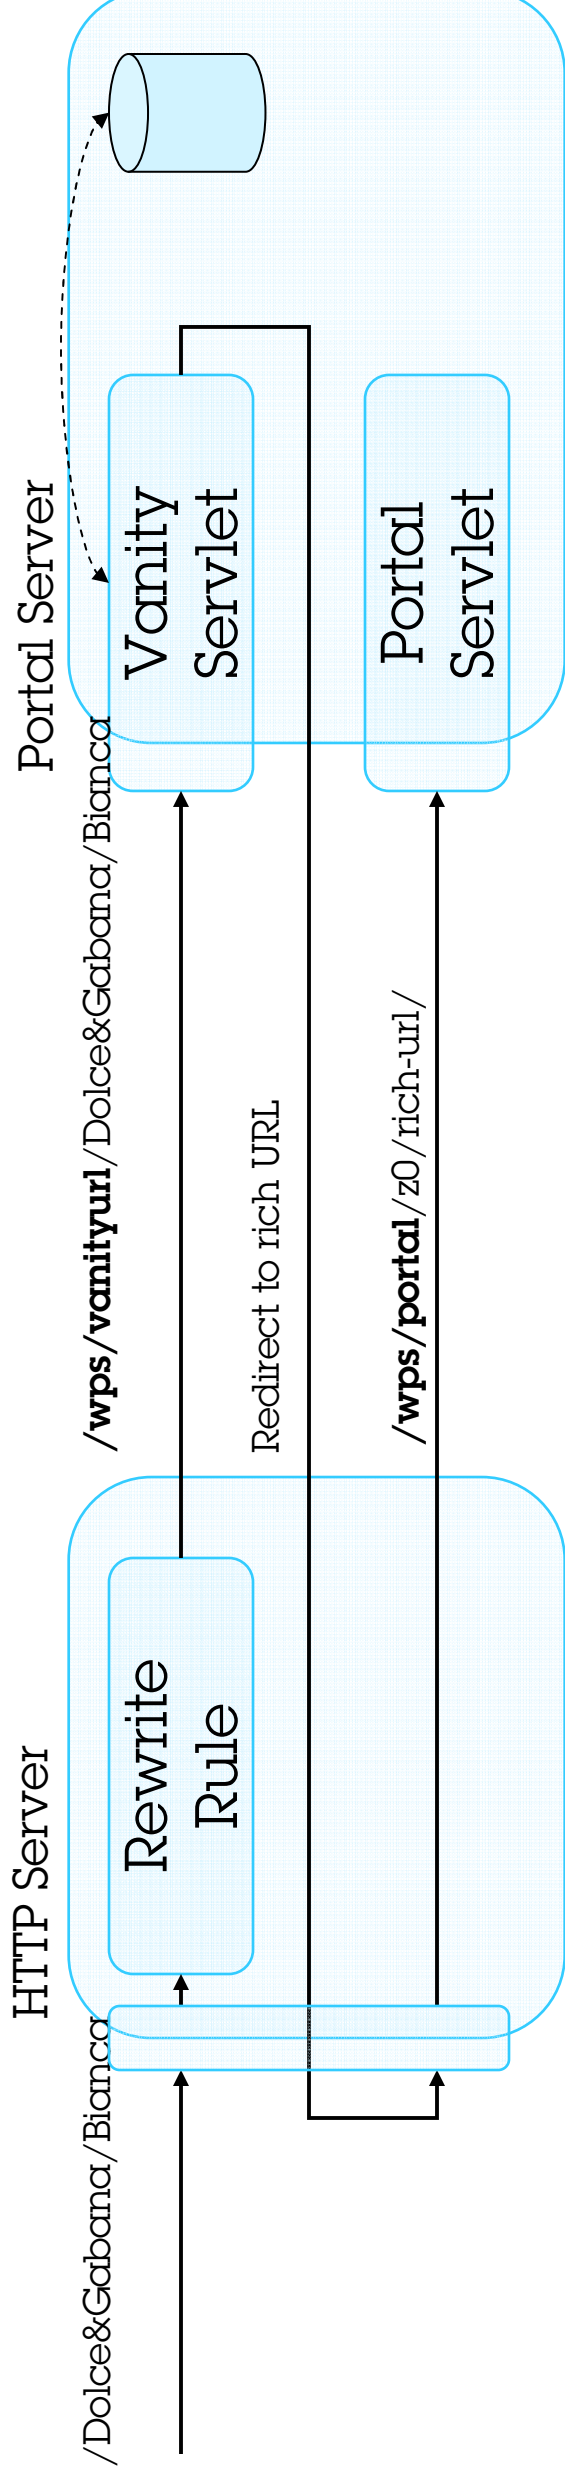 HTTP Server
Portal Server
/Dolce&Gabana/Bianca
/wps/vanityurl/Dolce&Gabana/Bianca
Rewrite
Rule
Vanity
Servlet
Redirect to rich URL
/wps/portal/z0/rich-url/
Portal
Servlet